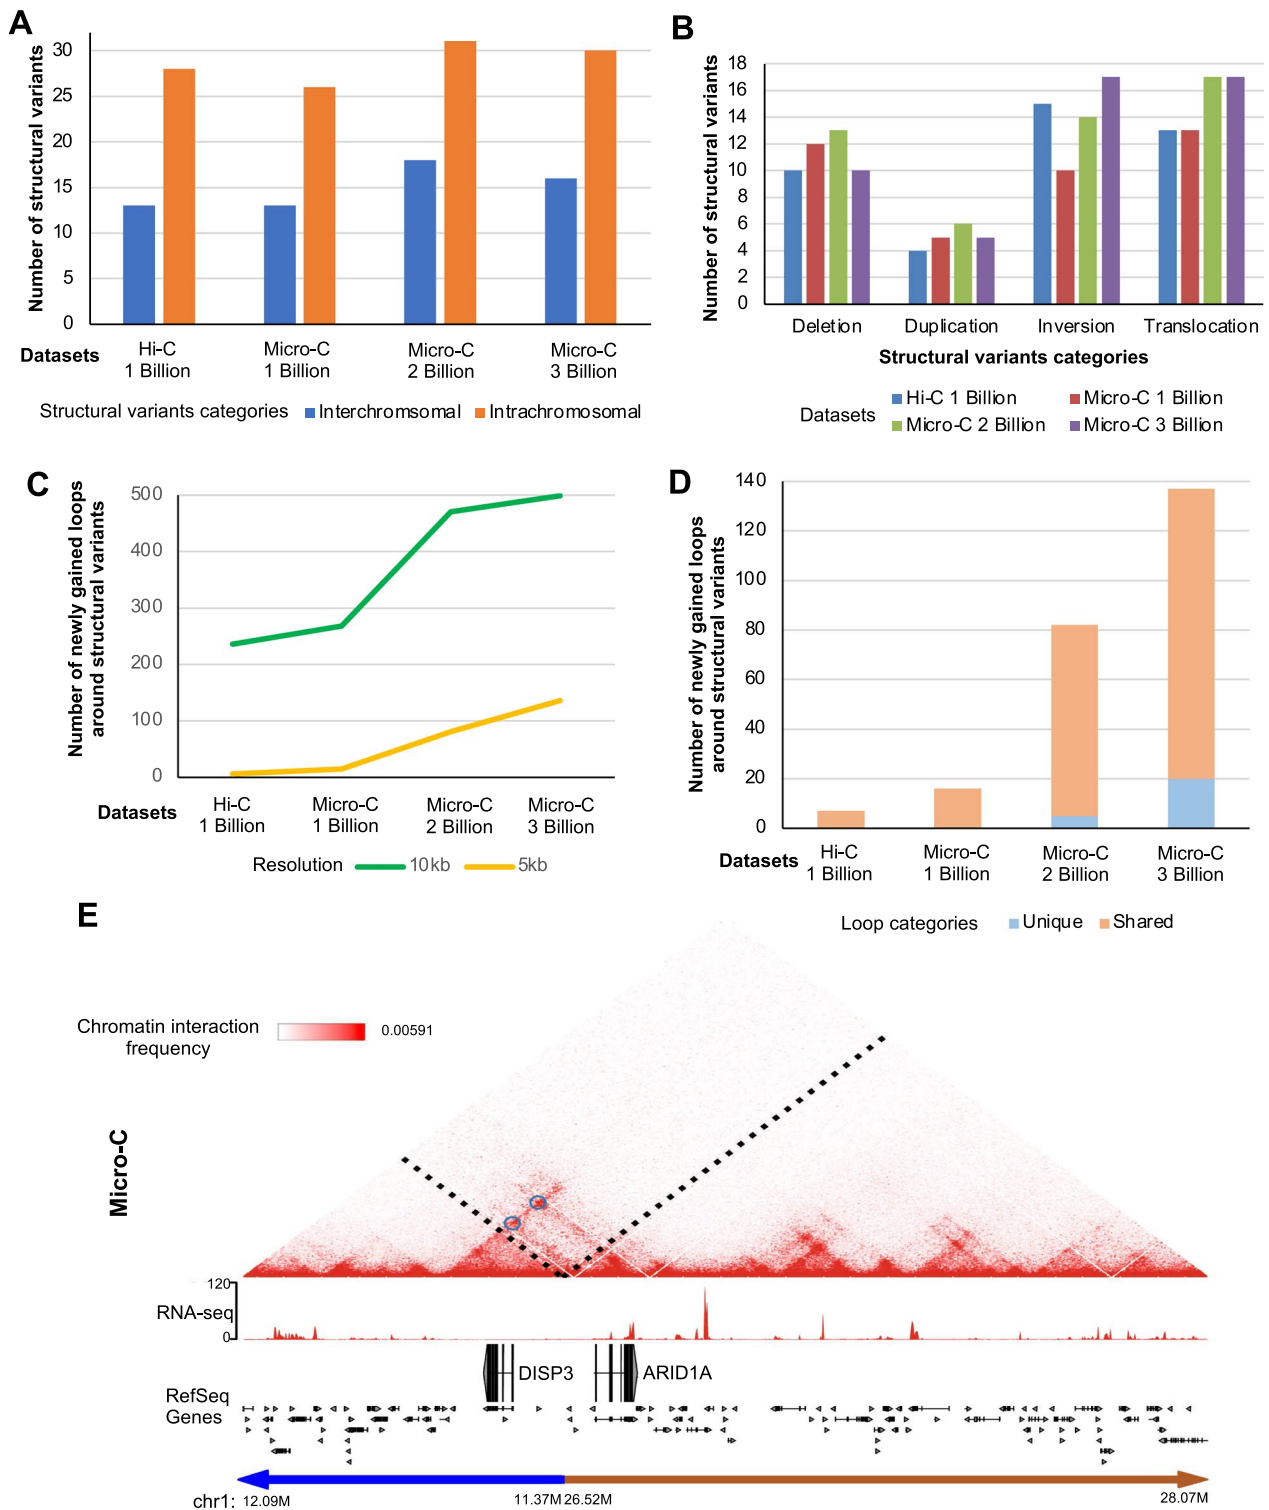 A
Number of structural variants
30
25
20
15
10
5
0
Datasets
Hi-C
1 Billion
Micro-C
1 Billion
Micro-C
2 Billion
Micro-C
3 Billion
Structural variants categories Interchromsomal Intrachromosomal
B
Number of structural variants
18
16
14
12
10
8
6
4
2
0
Deletion Duplication Inversion Translocation
Structural variants categories
Datasets
Hi-C 1 Billion Micro-C 1 Billion
Micro-C 2 Billion Micro-C 3 Billion
C
Number of newly gained loops
around structural variants
500
400
300
200
100
0
Datasets
Hi-C
1 Billion
Micro-C
1 Billion
Micro-C
2 Billion
Micro-C
3 Billion
Resolution 10kb 5kb
D
Number of newly gained loops
around structural variants
140
120
100
80
60
40
20
0
Datasets
Hi-C
1 Billion
Micro-C
1 Billion
Micro-C
2 Billion
Micro-C
3 Billion
Loop categories Unique Shared
E
Chromatin interaction
frequency
0.00591
Micro-C
120
RNA-seq
0
DISP3 ARID1A
RefSeq
Genes
chr1: 12.09M 11.37M 26.52M 28.07M